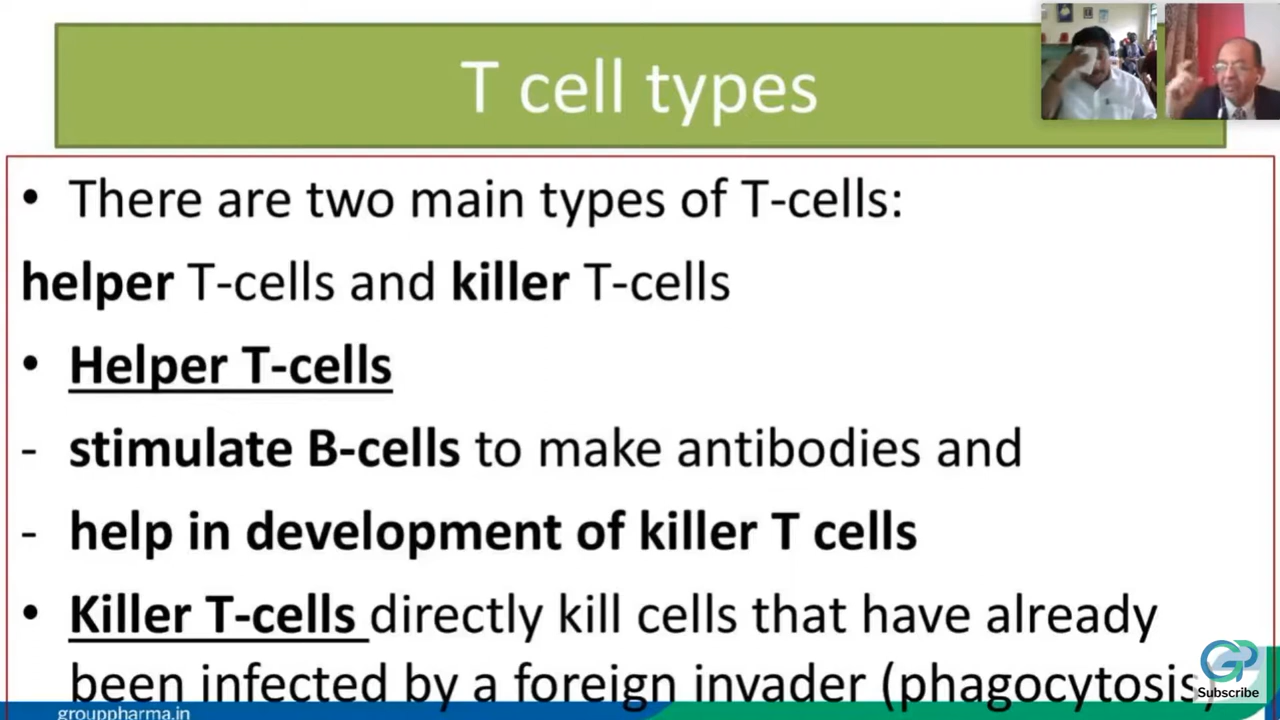 T cell types
• There are two main types of T-cells:
helper T-cells and killer T-cells
• Helper T-cells
- stimulate B-cells to make antibodies and
- help in development of killer T cells
• Killer T-cells directly kill cells that have already
been infected by a foreign invader (phagocytosis)
GP
Subscribe
grouppharma.in